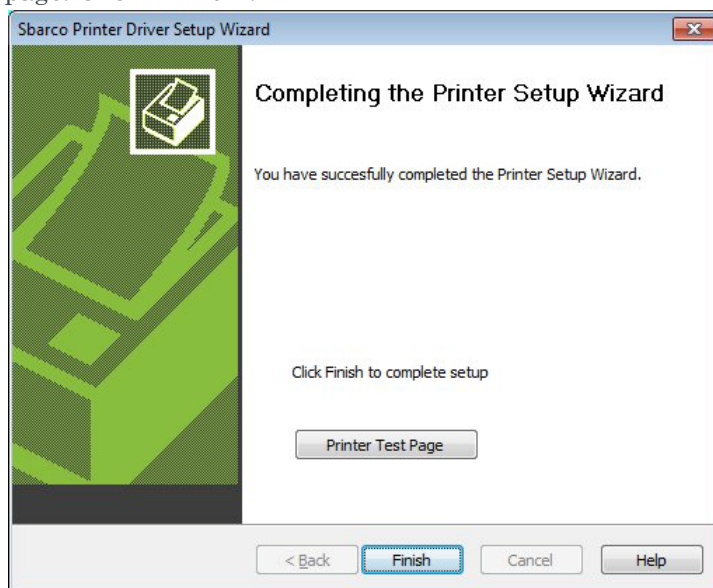 Sbarco Printer Driver Setup Wizard
Completing the Printer Setup Wizard
You have succesfully completed the Printer Setup Wizard.
Click Finish to complete setup
Printer Test Page
< Back Finish Cancel Help